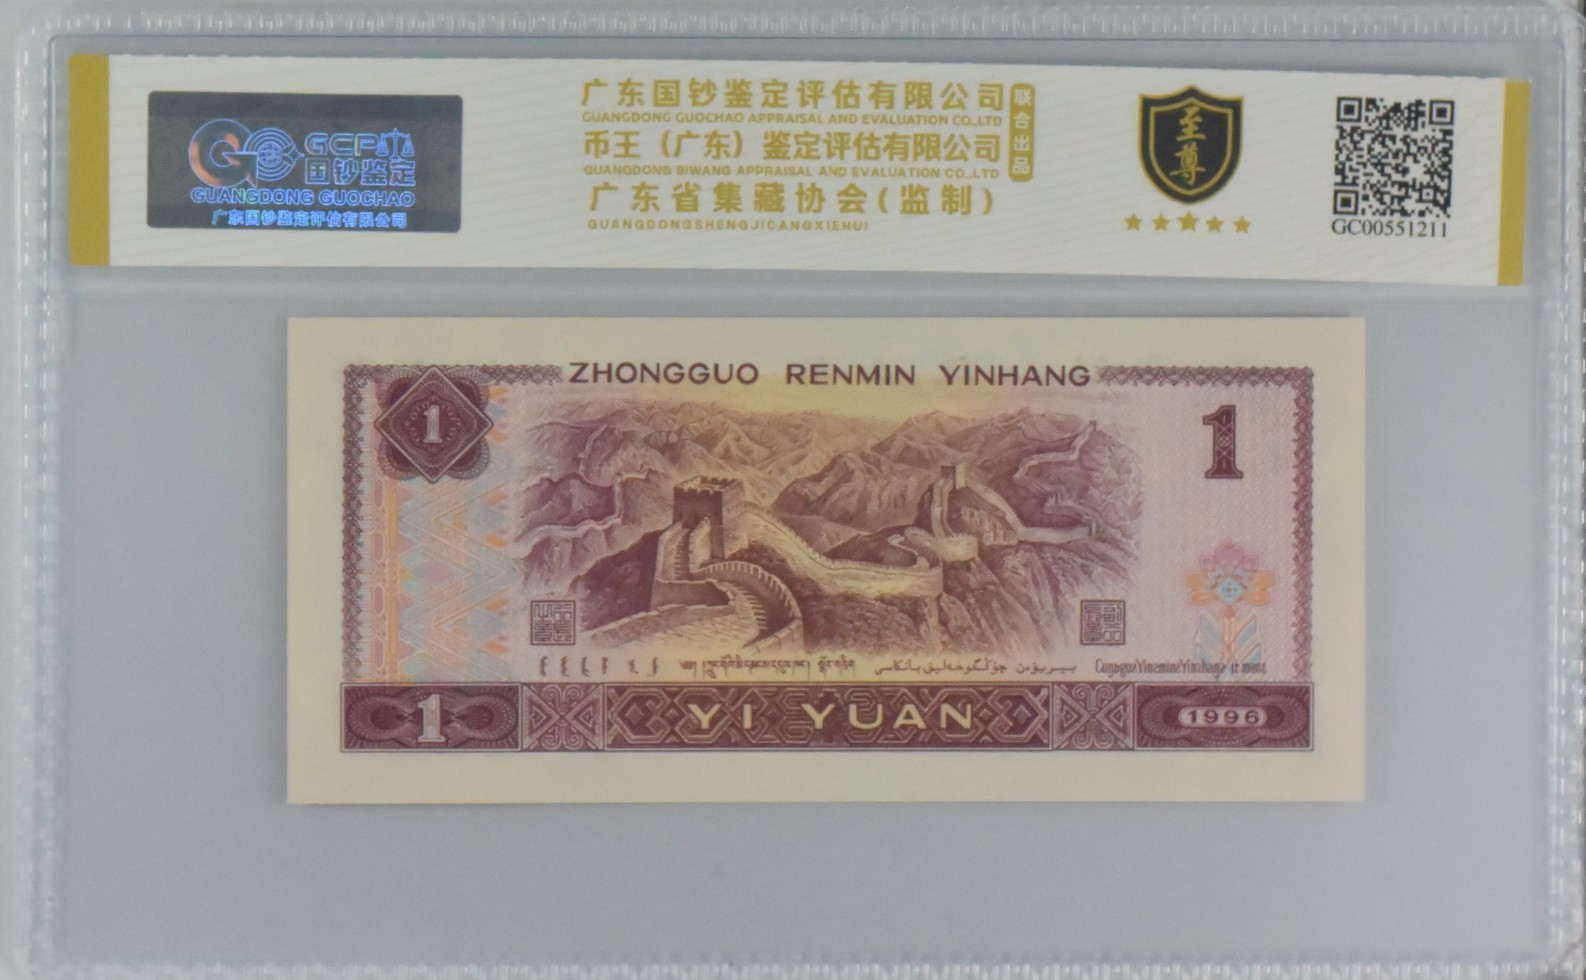 GCP
国钞鉴定
GUANGDONG GUOCHAO
广东国钞鉴定评估有限公司
广东国钞鉴定评估有限公司
GUANGDONG GUOCHAO APPRAISAL AND EVALUATION CO.,LTD
币王（广东）鉴定评估有限公司
GUANGDONG BIWANG APPRAISAL AND EVALUATION CO.,LTD
广东省集藏协会(监制)
GUANGDONGSHENGJICANGXIEHUI
联合出品
至尊
GC00551211
ZHONGGUO RENMIN YINHANG
1
1
1 YI YUAN 1996